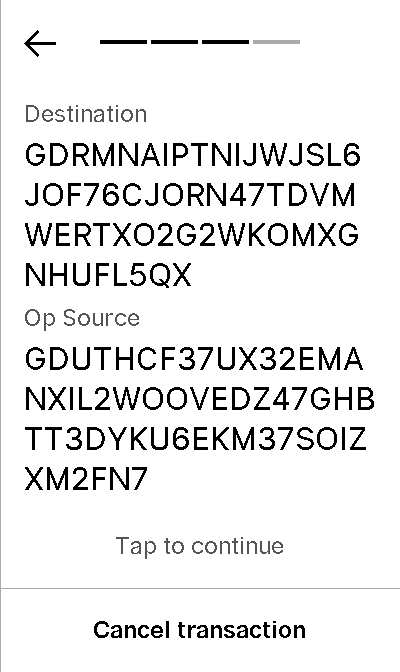 Destination
GDRMNAIPTNIJWJSL6
JOF76CJORN47TDVM
WERTXO2G2WKOMXG
NHUFL5QX
Op Source
GDUTHCF37UX32EMA
NXIL2WOOVEDZ47GHB
TT3DYKU6EKM37SOIZ
XM2FN7
Tap to continue
Cancel transaction